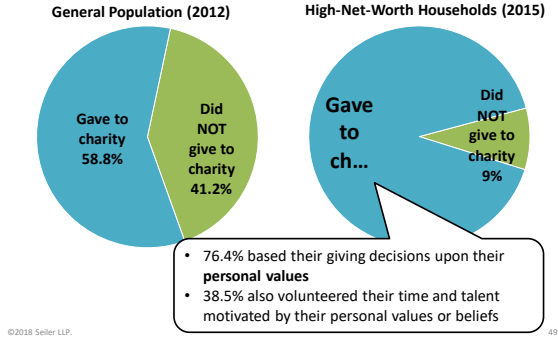 General Population (2012)
Gave to
charity
58.8%
Did
NOT
give to
charity
41.2%
High-Net-Worth Households (2015)
Gave
to
ch...
Did
NOT
give to
charity
9%
• 76.4% based their giving decisions upon their
personal values
• 38.5% also volunteered their time and talent
motivated by their personal values or beliefs
©2018 Seiler LLP.
49